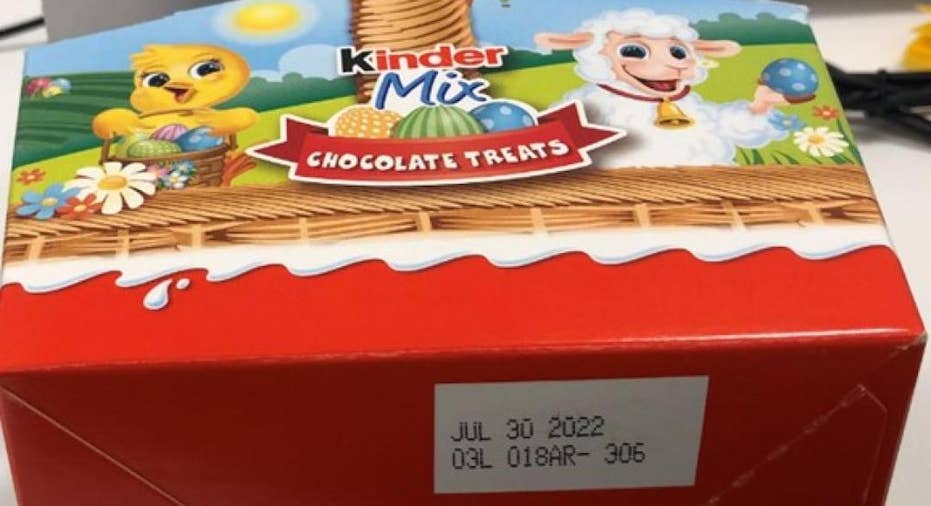 Kinder
Mix
CHOCOLATE TREATS
JUL 30 2022
03L 018AR- 306